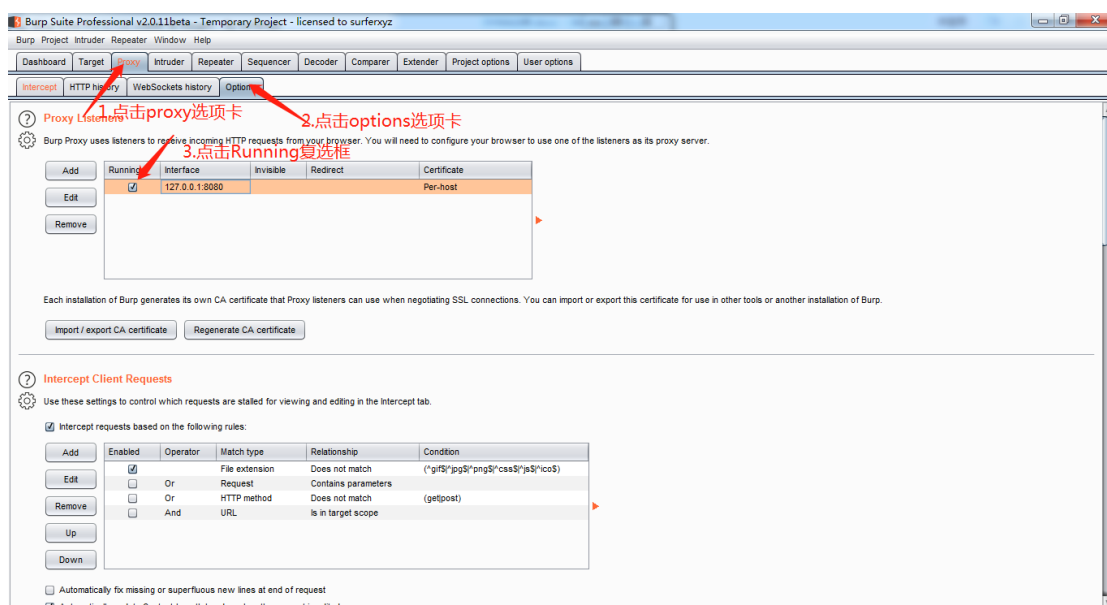 Burp Suite Professional v2.0.11beta - Temporary Project - licensed to surferxyz
Burp Project Intruder Repeater Window Help
Dashboard Target Proxy Intruder Repeater Sequencer Decoder Comparer Extender Project options User options
Intercept HTTP history WebSockets history Options
1.点击proxy选项卡
2.点击options选项卡
Proxy Listeners
Burp Proxy uses listeners to receive incoming HTTP requests from your browser. You will need to configure your browser to use one of the listeners as its proxy server.
3.点击Running复选框
Add Running Interface Invisible Redirect Certificate
127.0.0.1:8080 Per-host
Edit
Remove
Each installation of Burp generates its own CA certificate that Proxy listeners can use when negotiating SSL connections. You can import or export this certificate for use in other tools or another installation of Burp.
Import / export CA certificate Regenerate CA certificate
Intercept Client Requests
Use these settings to control which requests are stalled for viewing and editing in the Intercept tab.
Intercept requests based on the following rules:
Add Enabled Operator Match type Relationship Condition
File extension Does not match (^gif$|^jpg$|^png$|^css$|^js$|^ico$)
Edit Or Request Contains parameters
Or HTTP method Does not match (get|post)
Remove And URL Is in target scope
Up
Down
Automatically fix missing or superfluous new lines at end of request